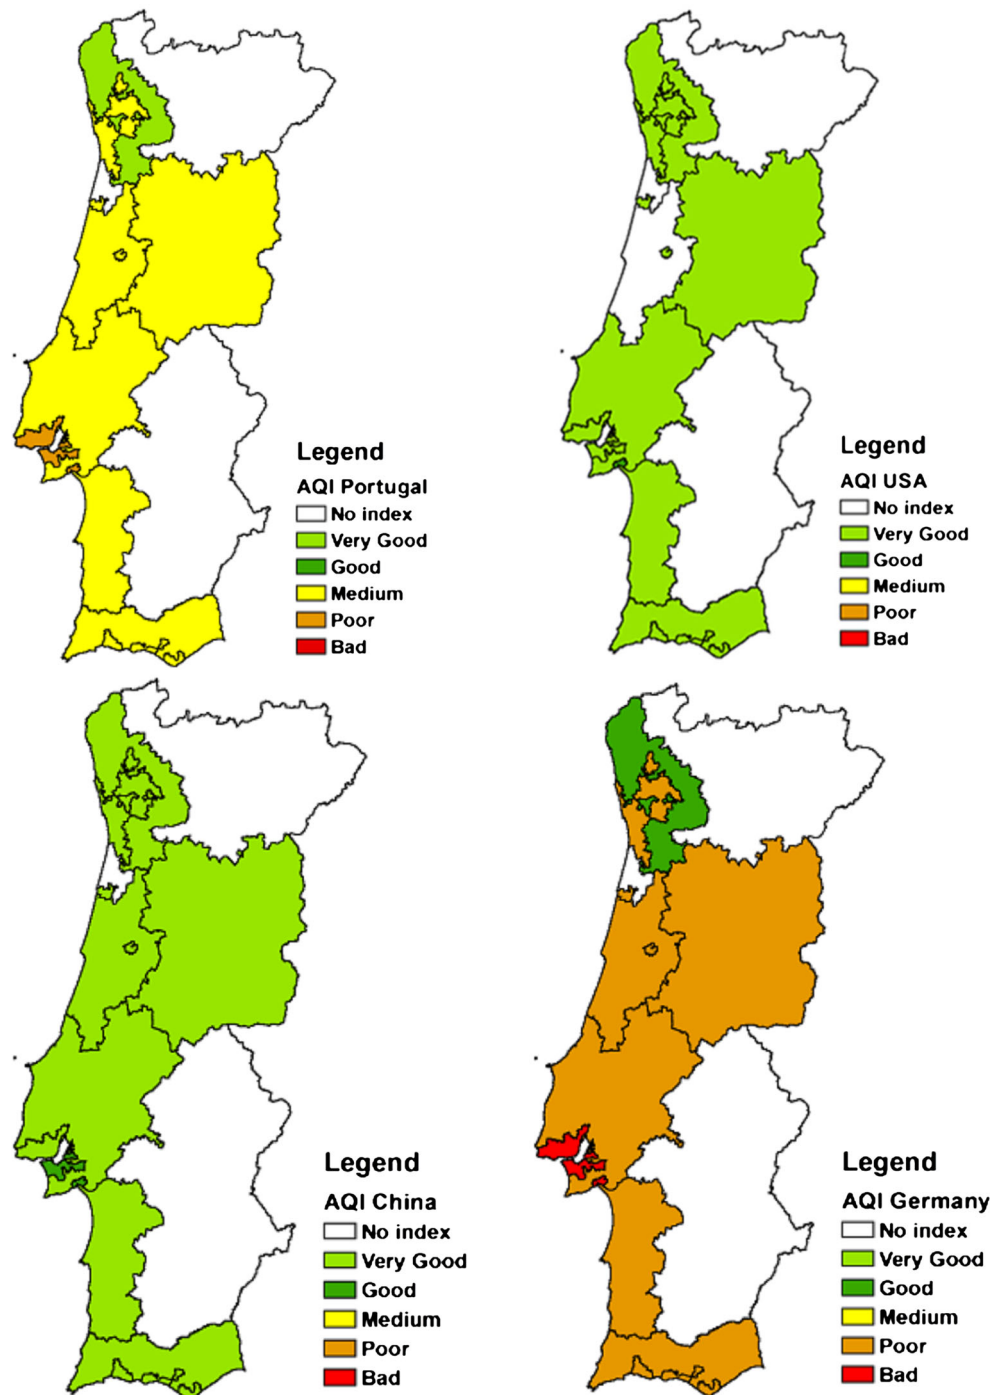 Legend
AQI Portugal
No index
Very Good
Good
Medium
Poor
Bad
Legend
AQI USA
No index
Very Good
Good
Medium
Poor
Bad
Legend
AQI China
No index
Very Good
Good
Medium
Poor
Bad
Legend
AQI Germany
No index
Very Good
Good
Medium
Poor
Bad